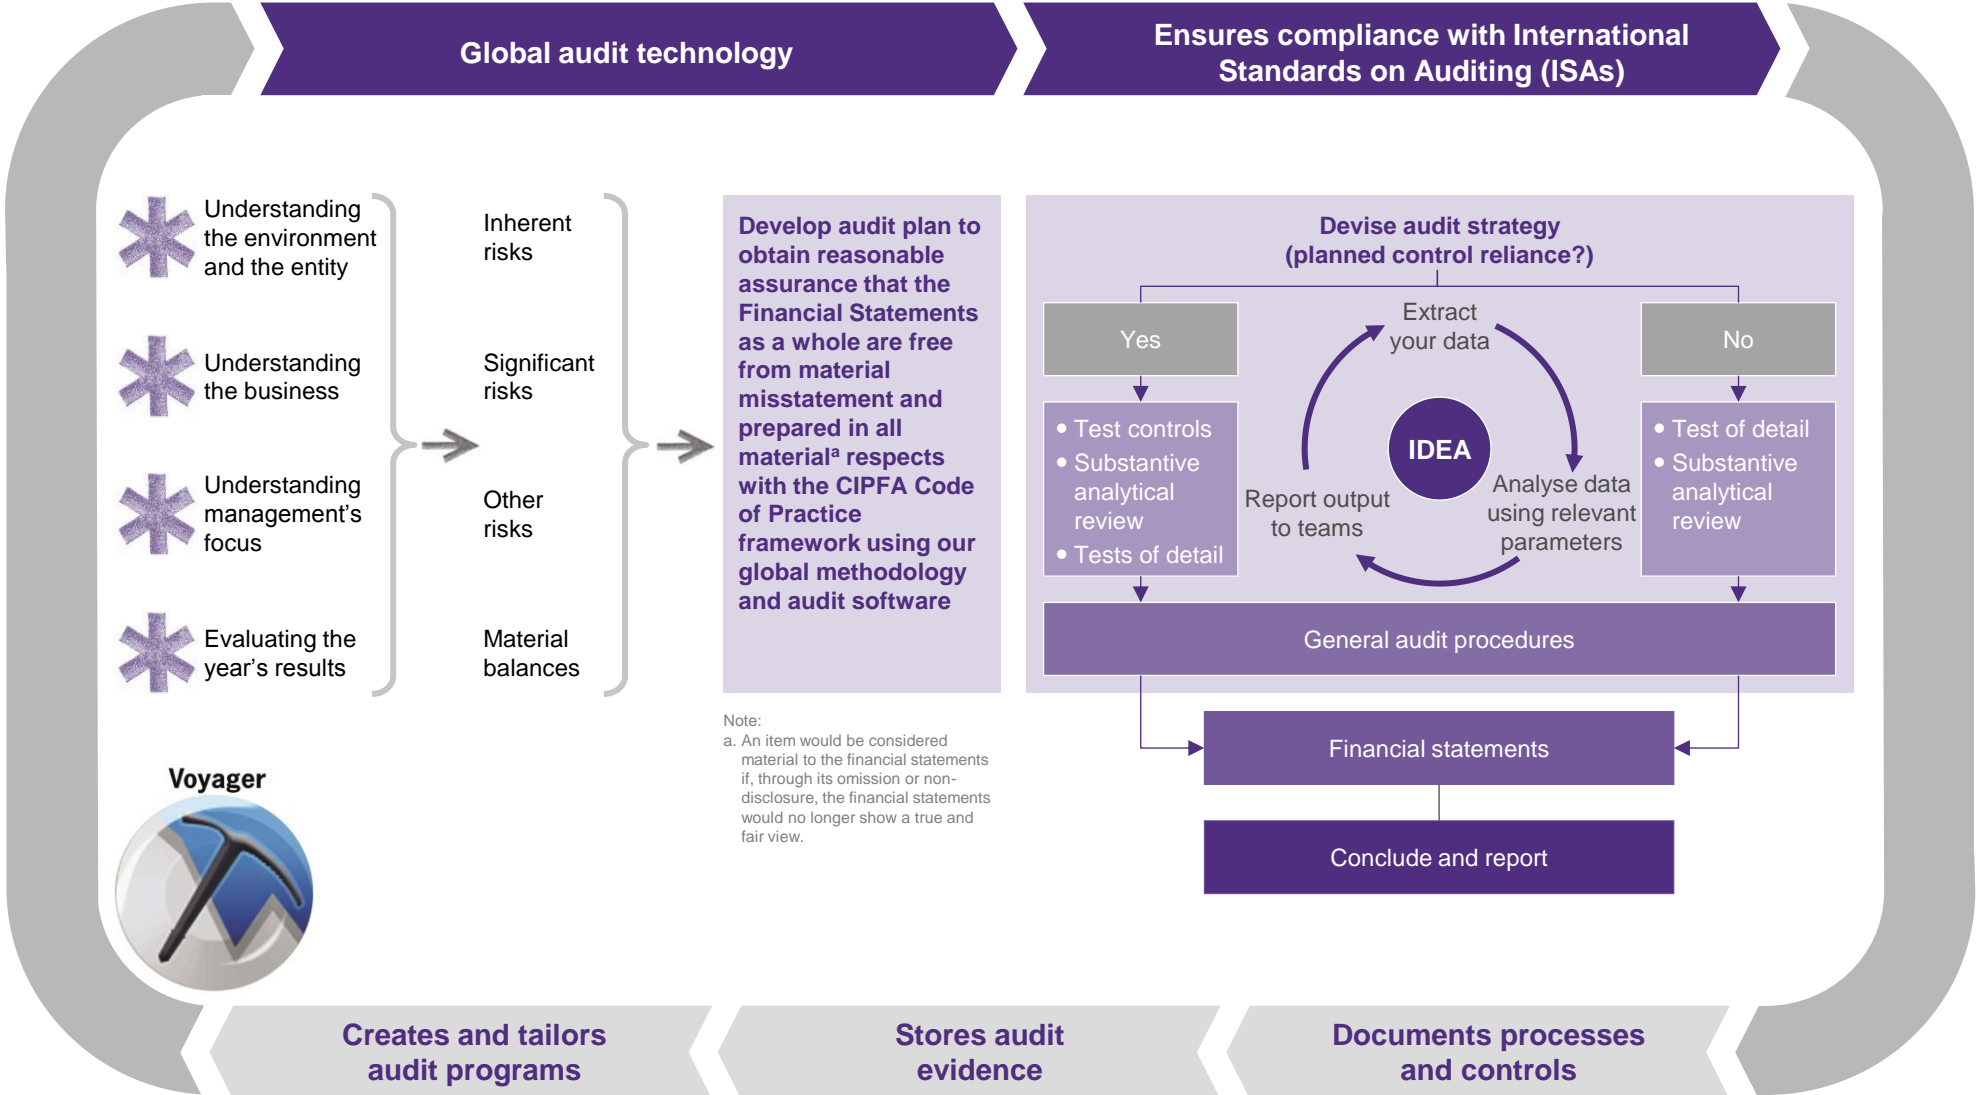 Global audit technology
Ensures compliance with International
Standards on Auditing (ISAs)
Understanding
the environment
and the entity
Understanding
the business
Understanding
management’s
focus
Evaluating the
year’s results
Inherent
risks
Significant
risks
Other
risks
Material
balances
Develop audit plan to
obtain reasonable
assurance that the
Financial Statements
as a whole are free
from material
misstatement and
prepared in all
materialª respects
with the CIPFA Code
of Practice
framework using our
global methodology
and audit software
Note:
a. An item would be considered
material to the financial statements
if, through its omission or non-
disclosure, the financial statements
would no longer show a true and
fair view.
Devise audit strategy
(planned control reliance?)
Yes
• Test controls
• Substantive
analytical
review
• Tests of detail
Extract
your data
IDEA
Analyse data
using relevant
parameters
Report output
to teams
No
• Test of detail
• Substantive
analytical
review
General audit procedures
Financial statements
Conclude and report
Voyager
Creates and tailors
audit programs
Stores audit
evidence
Documents processes
and controls